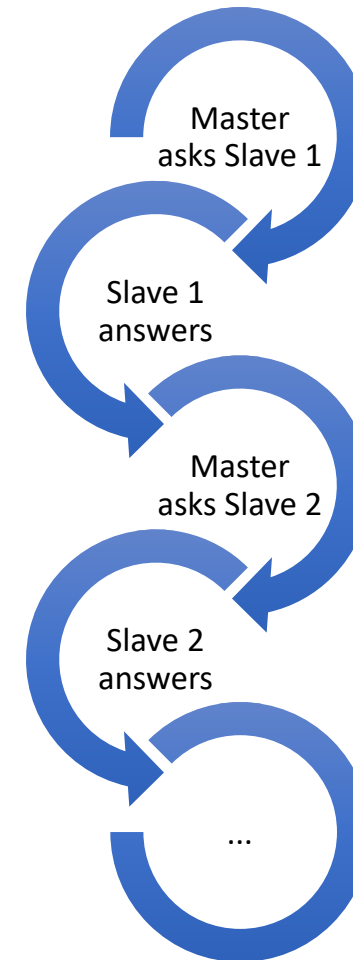 Master
asks Slave 1
Slave 1
answers
Master
asks Slave 2
Slave 2
answers
...